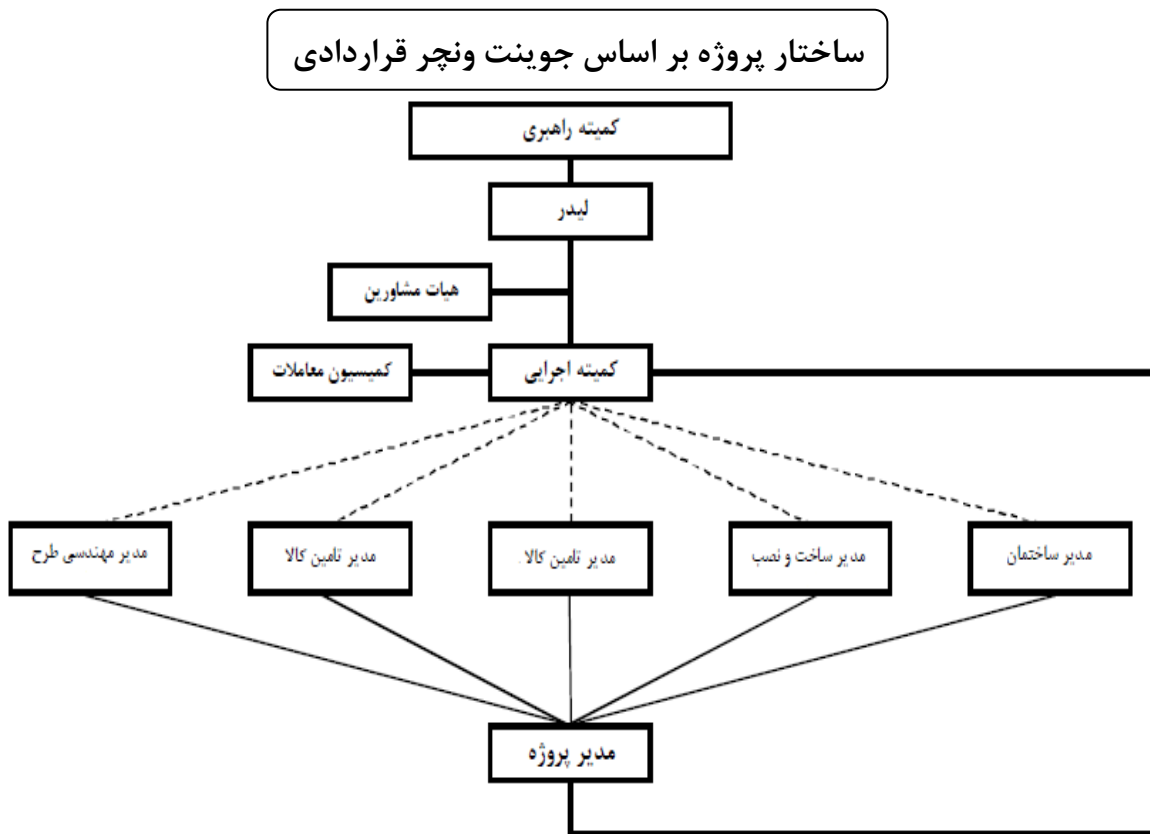 ساختار پروژه بر اساس جوینت ونچر قراردادی
کمیته راهبری
لیدر
هیات مشاورین
کمیته اجرایی
کمیسیون معاملات
مدیر ساختمان
مدیر ساخت و نصب
مدیر تامین کالا .
مدیر تامین کالا
مدیر مهندسی طرح
مدیر پروژه